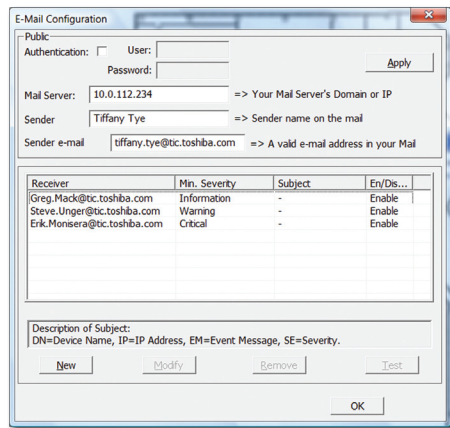 E-Mail Configuration
Public
Authentication: User:
Password:
Apply
Mail Server: 10.0.112.234 => Your Mail Server's Domain or IP
Sender Tiffany Tye => Sender name on the mail
Sender e-mail tiffany.tye@tic.toshiba.com => A valid e-mail address in your Mail
Receiver Min. Severity Subject En/Dis...
Greg.Mack@tic.toshiba.com Information - Enable
Steve.Unger@tic.toshiba.com Warning - Enable
Erik.Monisera@tic.toshiba.com Critical - Enable
Description of Subject:
DN=Device Name, IP=IP Address, EM=Event Message, SE=Severity.
New Modify Remove Test
OK